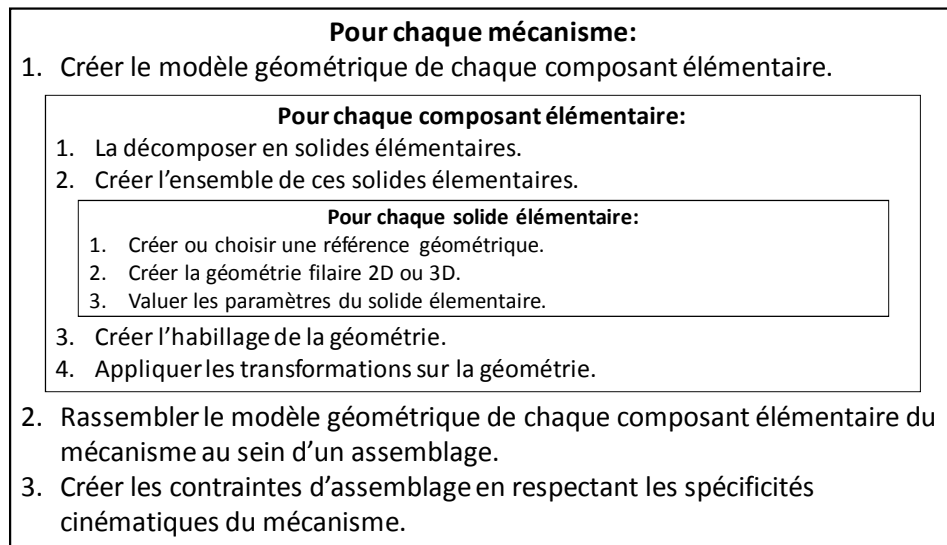 Pour chaque mécanisme:
1. Créer le modèle géométrique de chaque composant élémentaire.
Pour chaque composant élémentaire:
1. La décomposer en solides élémentaires.
2. Créer l'ensemble de ces solides élementaires.
Pour chaque solide élémentaire:
1. Créer ou choisir une référence géométrique.
2. Créer la géométrie filaire 2D ou 3D.
3. Valuer les paramètres du solide élementaire.
3. Créer l'habillage de la géométrie.
4. Appliquer les transformations sur la géométrie.
2. Rassembler le modèle géométrique de chaque composant élémentaire du
mécanisme au sein d'un assemblage.
3. Créer les contraintes d'assemblage en respectant les spécificités
cinématiques du mécanisme.